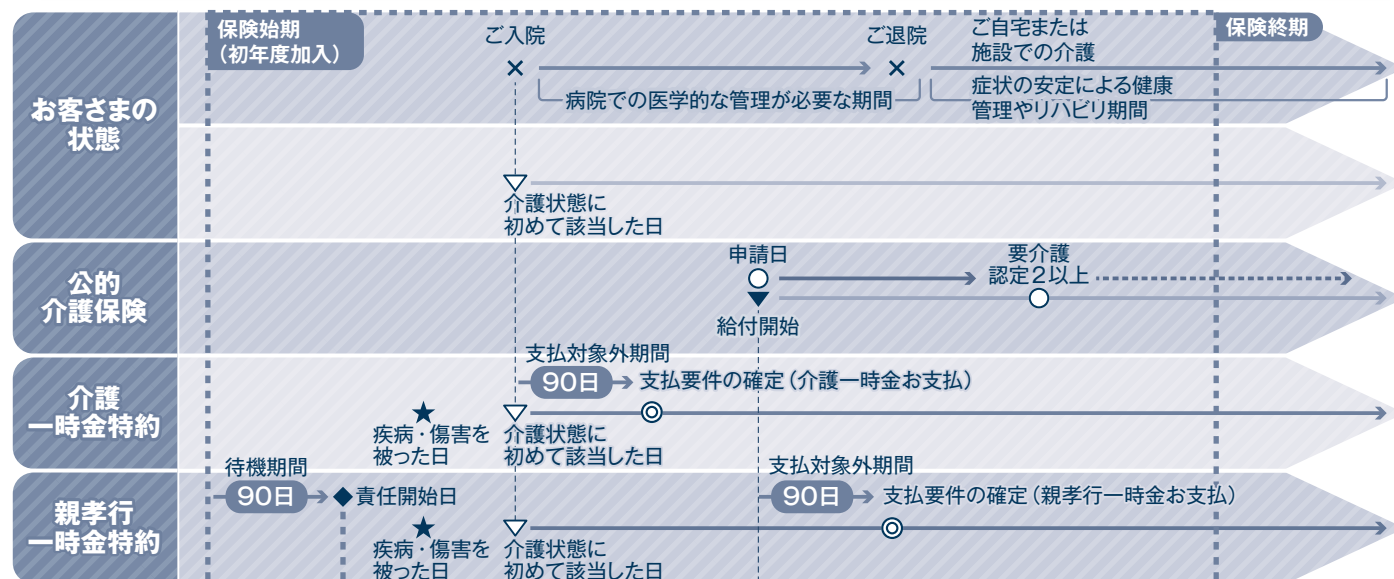 お客さまの
状態
保険始期
（初年度加入）
ご入院
ご退院
ご自宅または
施設での介護
保険終期
病院での医学的な管理が必要な期間
症状の安定による健康
管理やリハビリ期間
介護状態に
初めて該当した日
公的
介護保険
申請日
要介護
認定2以上
給付開始
介護
一時金特約
支払対象外期間
90日
支払要件の確定（介護一時金お支払）
疾病・傷害を
被った日
介護状態に
初めて該当した日
親孝行
一時金特約
待機期間
90日
責任開始日
支払対象外期間
90日
支払要件の確定（親孝行一時金お支払）
疾病・傷害を
被った日
介護状態に
初めて該当した日